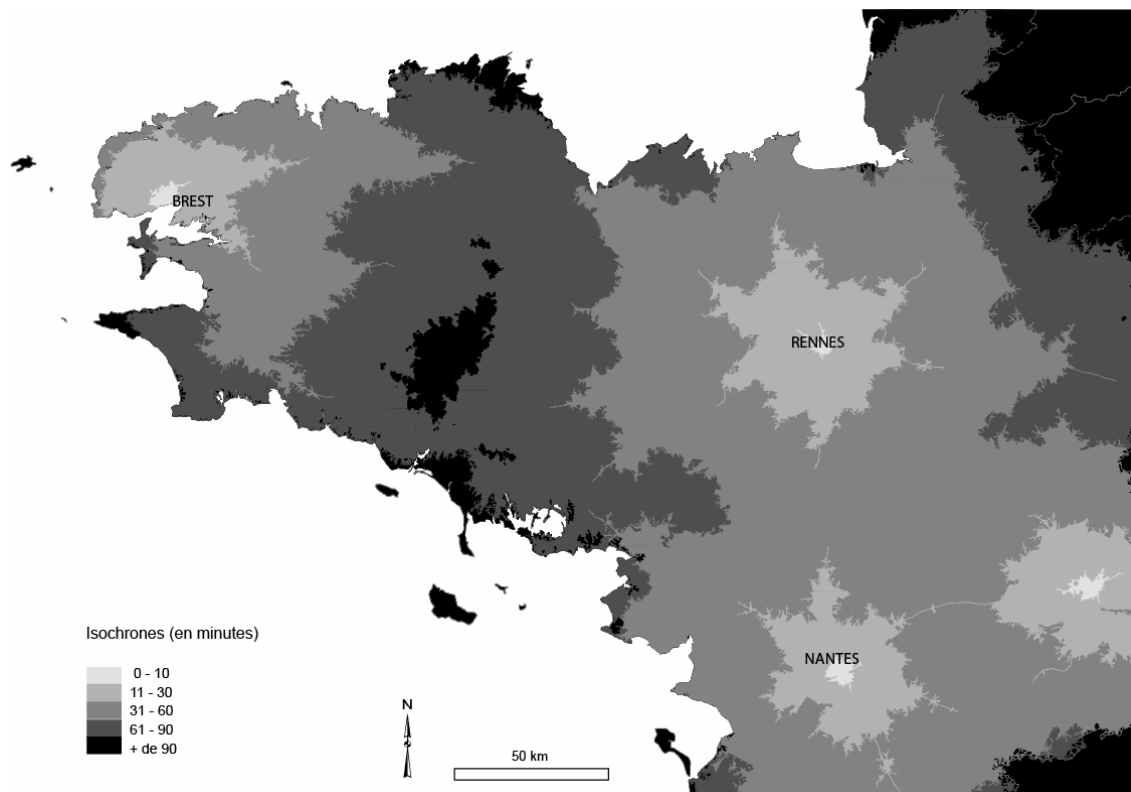 BREST
RENNES
NANTES
Isochrones (en minutes)
0 - 10
11 - 30
31 - 60
61 - 90
+ de 90
N
50 km